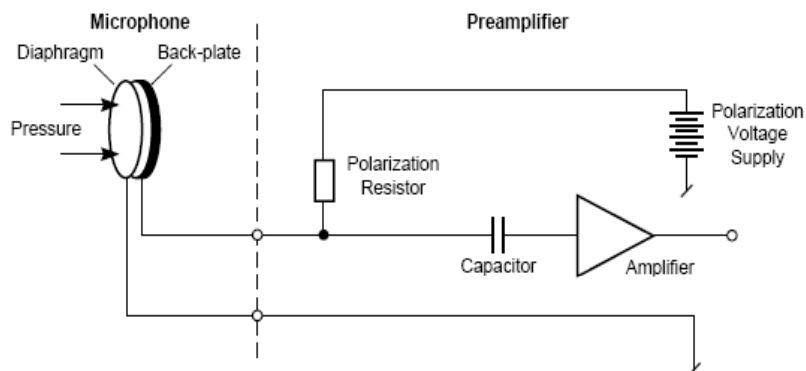 Microphone
Preamplifier
Diaphragm
Back-plate
Pressure
Polarization
Resistor
Polarization
Voltage
Supply
Capacitor
Amplifier